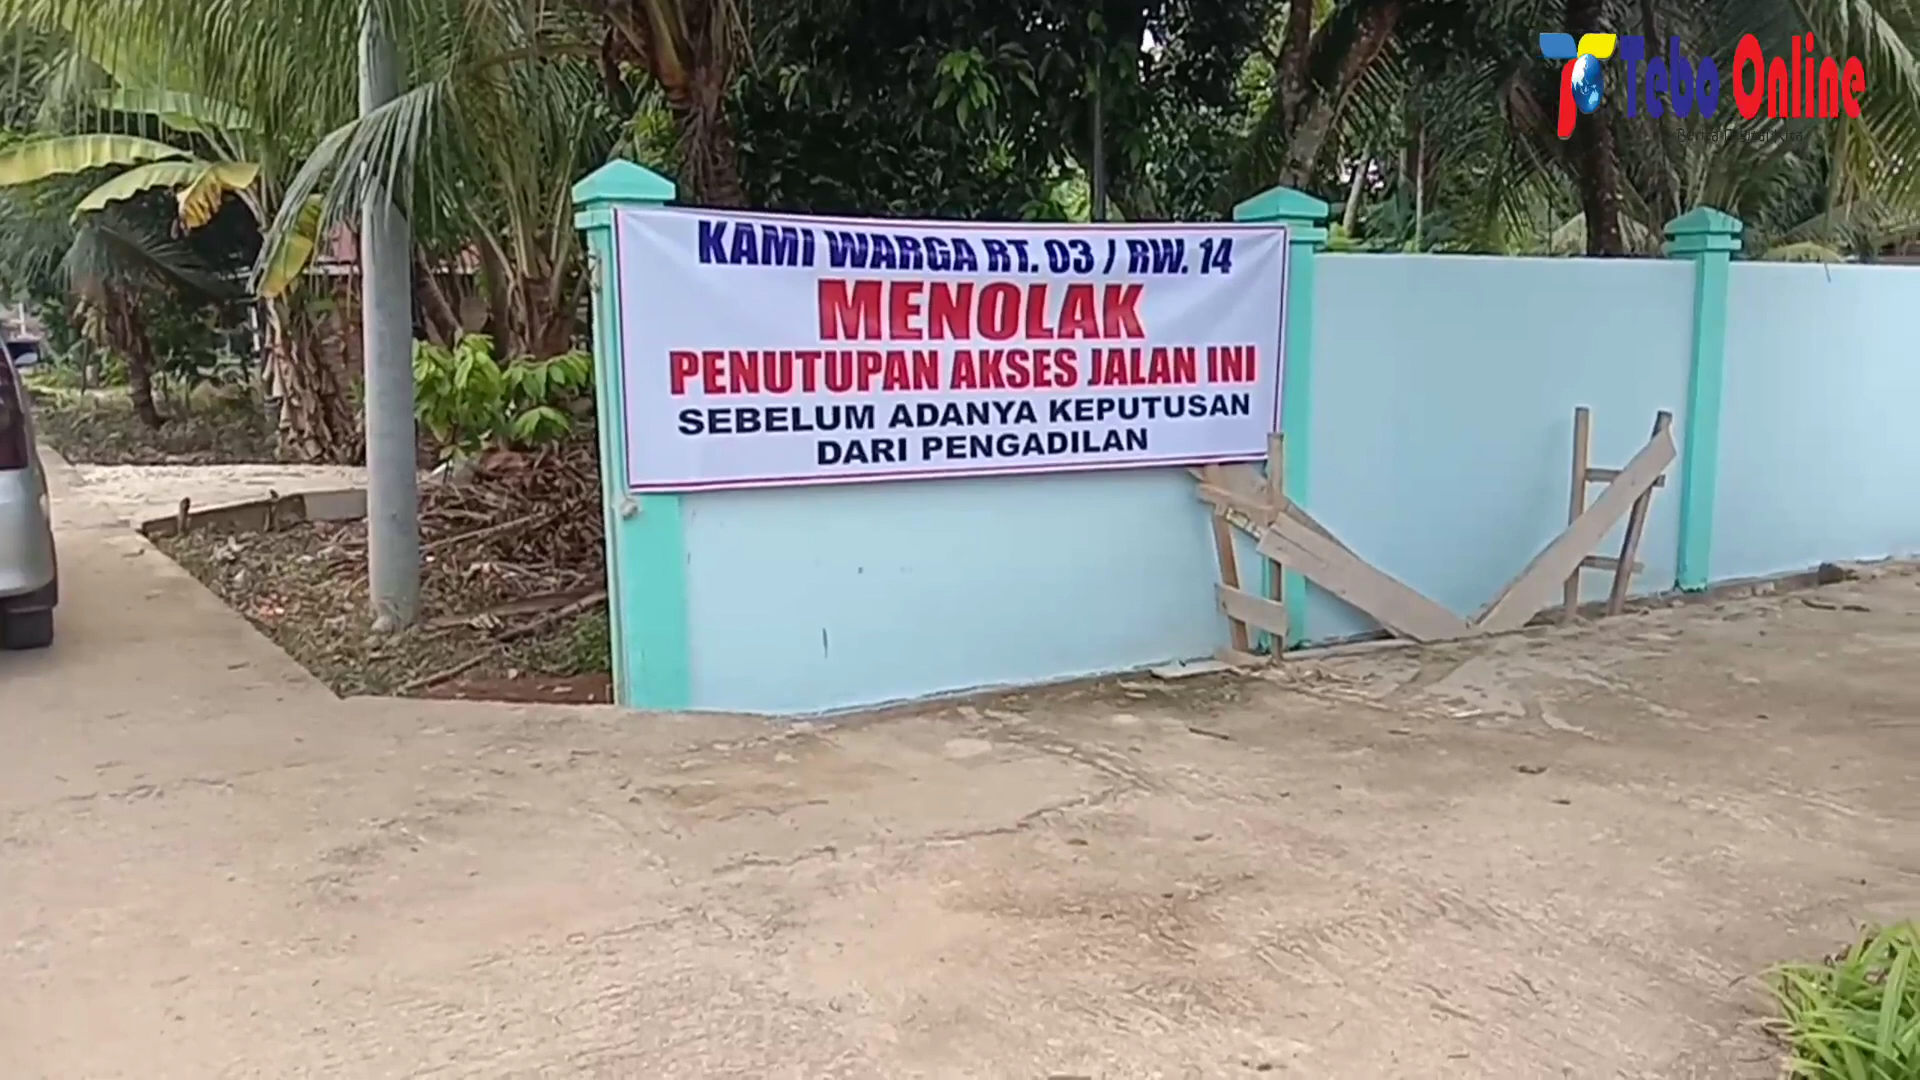 Tebo Online
KAMI WARGA RT. 03 / RW. 14
MENOLAK
PENUTUPAN AKSES JALAN INI
SEBELUM ADANYA KEPUTUSAN
DARI PENGADILAN